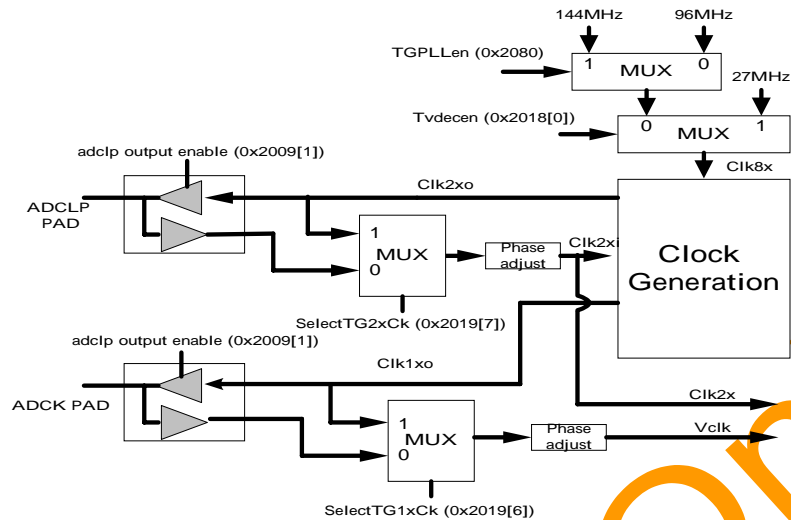 144MHz 96MHz
TGPLLen (0x2080)
1 MUX 0
27MHz
Tvdecen (0x2018[0])
0 MUX 1
adclp output enable (0x2009[1])
Clk8x
Clk2xo
ADCLP
PAD
1
MUX
0
Phase
adjust
Clk2xi
Clock
Generation
SelectTG2xCk (0x2019[7])
adclp output enable (0x2009[1])
Clk1xo
Clk2x
ADCK PAD
1
MUX
0
Phase
adjust
Vclk
SelectTG1xCk (0x2019[6])